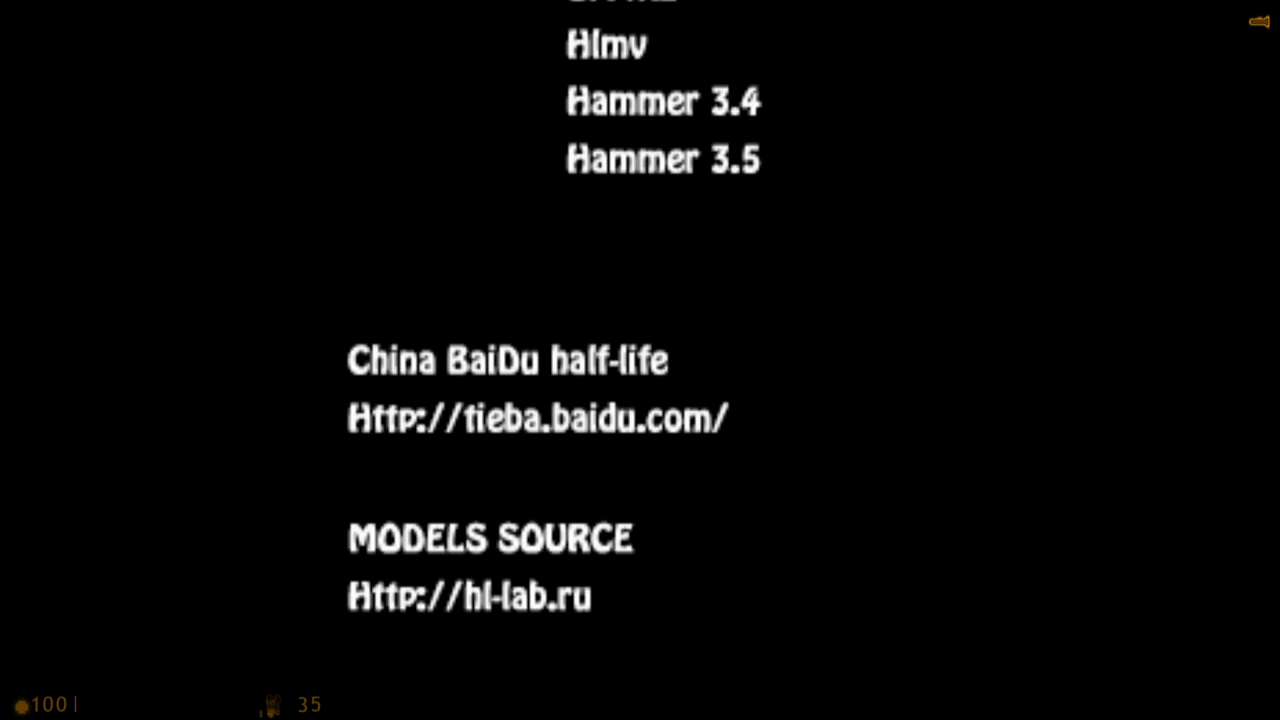 Hlmv
Hammer 3.4
Hammer 3.5
China BaiDu half-life
Http://tieba.baidu.com/
MODELS SOURCE
Http://hl-lab.ru
100
35